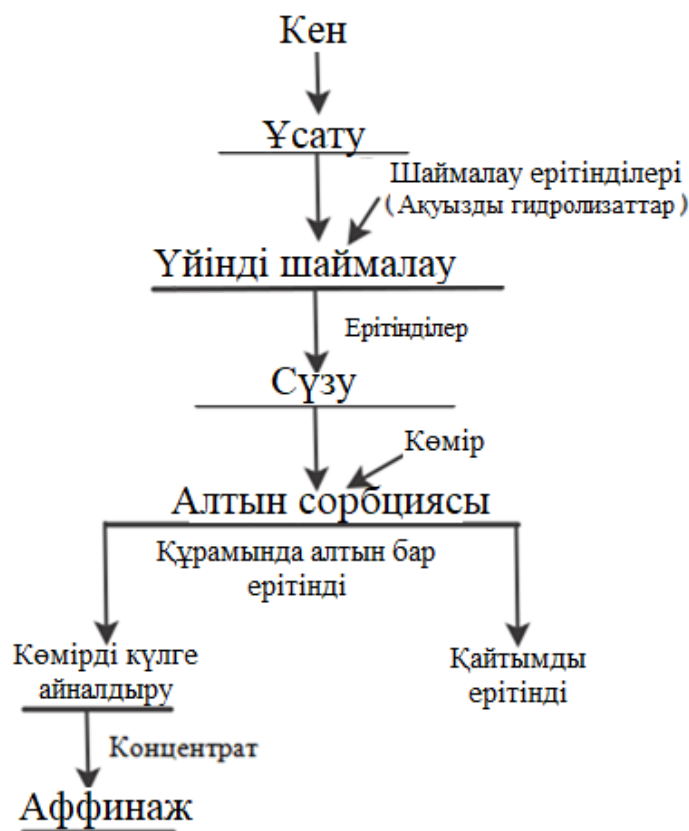 Кен
Ұсату
Шаймалау ерітінділері
(Ақуызды гидролизаттар)
Үйінді шаймалау
Ерітінділер
Сүзу
Көмір
Алтын сорбциясы
Құрамында алтын бар
ерітінді
Көмірді күлге
айналдыру
Қайтымды
ерітінді
Концентрат
Аффинаж